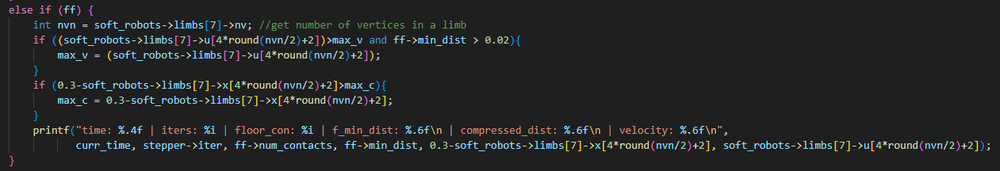 else if (ff) {
int nvn = soft_robots->limbs[7]->nv; //get number of vertices in a limb
if ((soft_robots->limbs[7]->u[4*round(nvn/2)+2])>max_v and ff->min_dist > 0.02){
max_v = (soft_robots->limbs[7]->u[4*round(nvn/2)+2]);
}
if (0.3-soft_robots->limbs[7]->x[4*round(nvn/2)+2]>max_c){
max_c = 0.3-soft_robots->limbs[7]->x[4*round(nvn/2)+2];
}
printf("time: %.4f | iters: %i | floor_con: %i | f_min_dist: %.6f\n | compressed_dist: %.6f\n | velocity: %.6f\n",
curr_time, stepper->iter, ff->num_contacts, ff->min_dist, 0.3-soft_robots->limbs[7]->x[4*round(nvn/2)+2], soft_robots->limbs[7]->u[4*round(nvn/2)+2]);
}